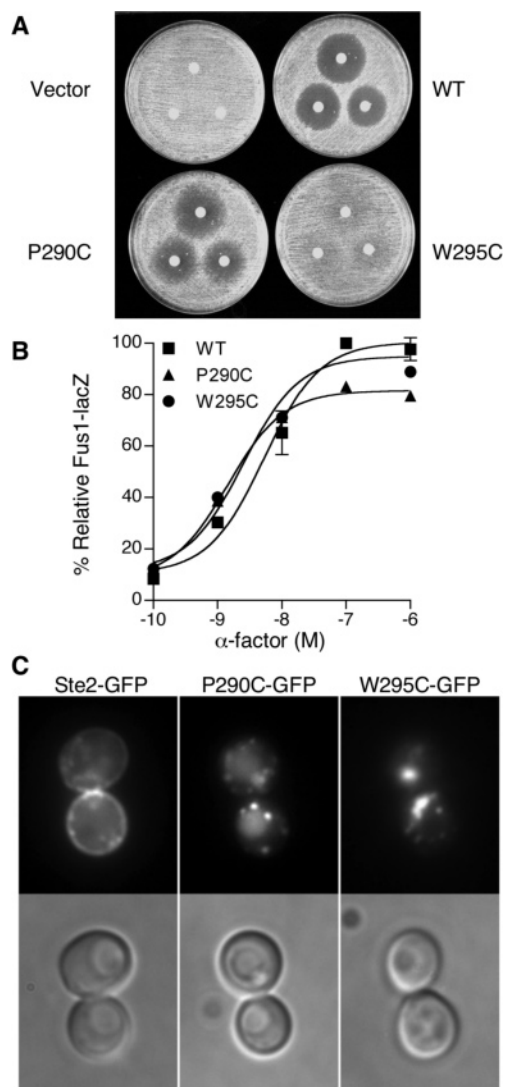 A
Vector
WT
P290C
W295C
B
% Relative Fus1-lacZ
100
80
60
40
20
0
WT
P290C
W295C
-10
-9
-8
-7
-6
α-factor (M)
C
Ste2-GFP
P290C-GFP
W295C-GFP